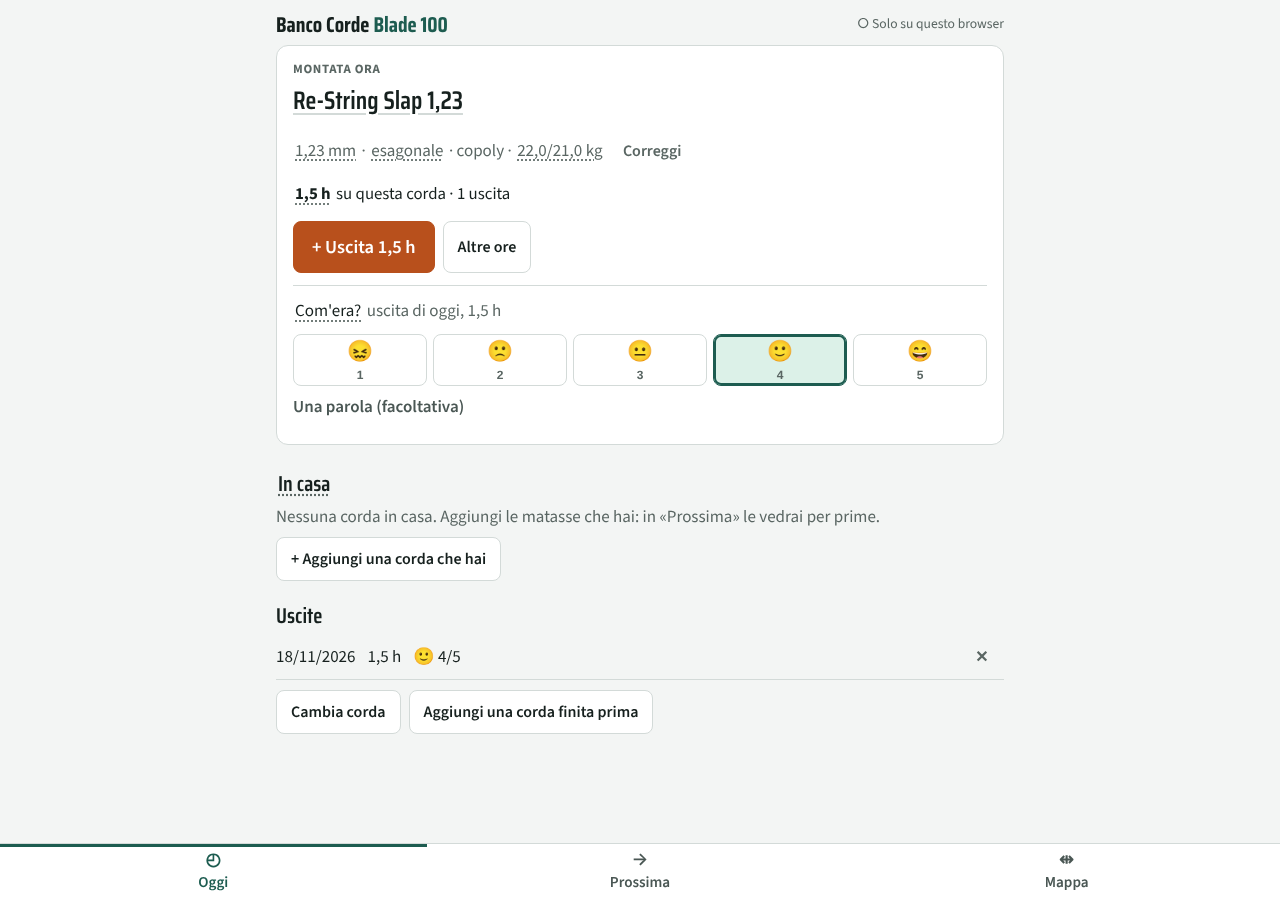 Banco Corde Blade 100
Solo su questo browser
MONTATA ORA
Re-String Slap 1,23
1,23 mm · esagonale · copoly · 22,0/21,0 kg Correggi
1,5 h su questa corda · 1 uscita
+ Uscita 1,5 h
Altre ore
Com'era? uscita di oggi, 1,5 h
1
2
3
4
5
Una parola (facoltativa)
In casa
Nessuna corda in casa. Aggiungi le matasse che hai: in «Prossima» le vedrai per prime.
+ Aggiungi una corda che hai
Uscite
18/11/2026 1,5 h 🙂 4/5 ✕
Cambia corda
Aggiungi una corda finita prima
Oggi
Prossima
Mappa